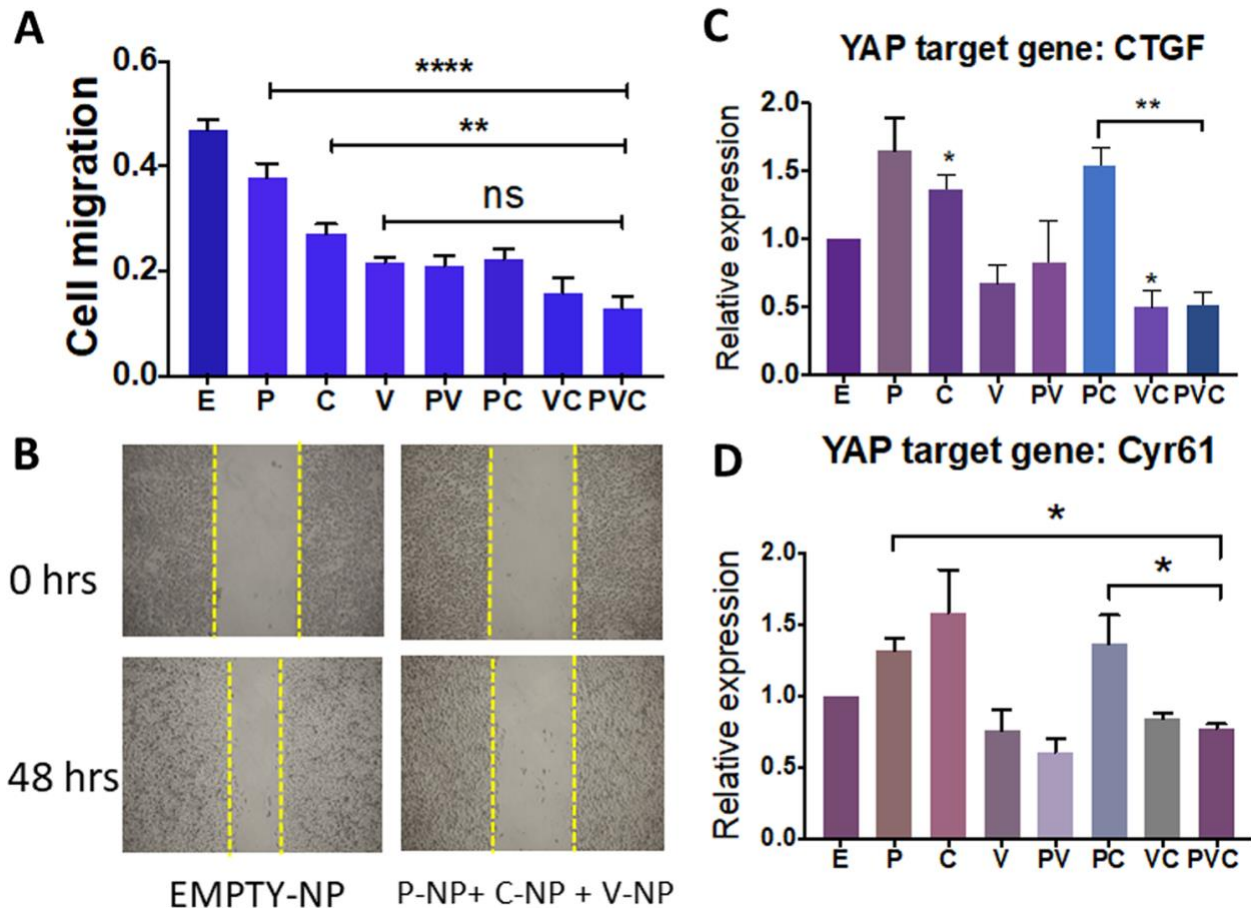 A
Cell migration
0.6
0.4
0.2
0.0
****
**
ns
E P C V PV PC VC PVC
B
0 hrs
48 hrs
EMPTY-NP
P-NP+ C-NP + V-NP
C
YAP target gene: CTGF
Relative expression
2.0
1.5
1.0
0.5
0.0
*
**
*
E P C V PV PC VC PVC
D
YAP target gene: Cyr61
Relative expression
2.0
1.5
1.0
0.5
0.0
*
*
E P C V PV PC VC PVC